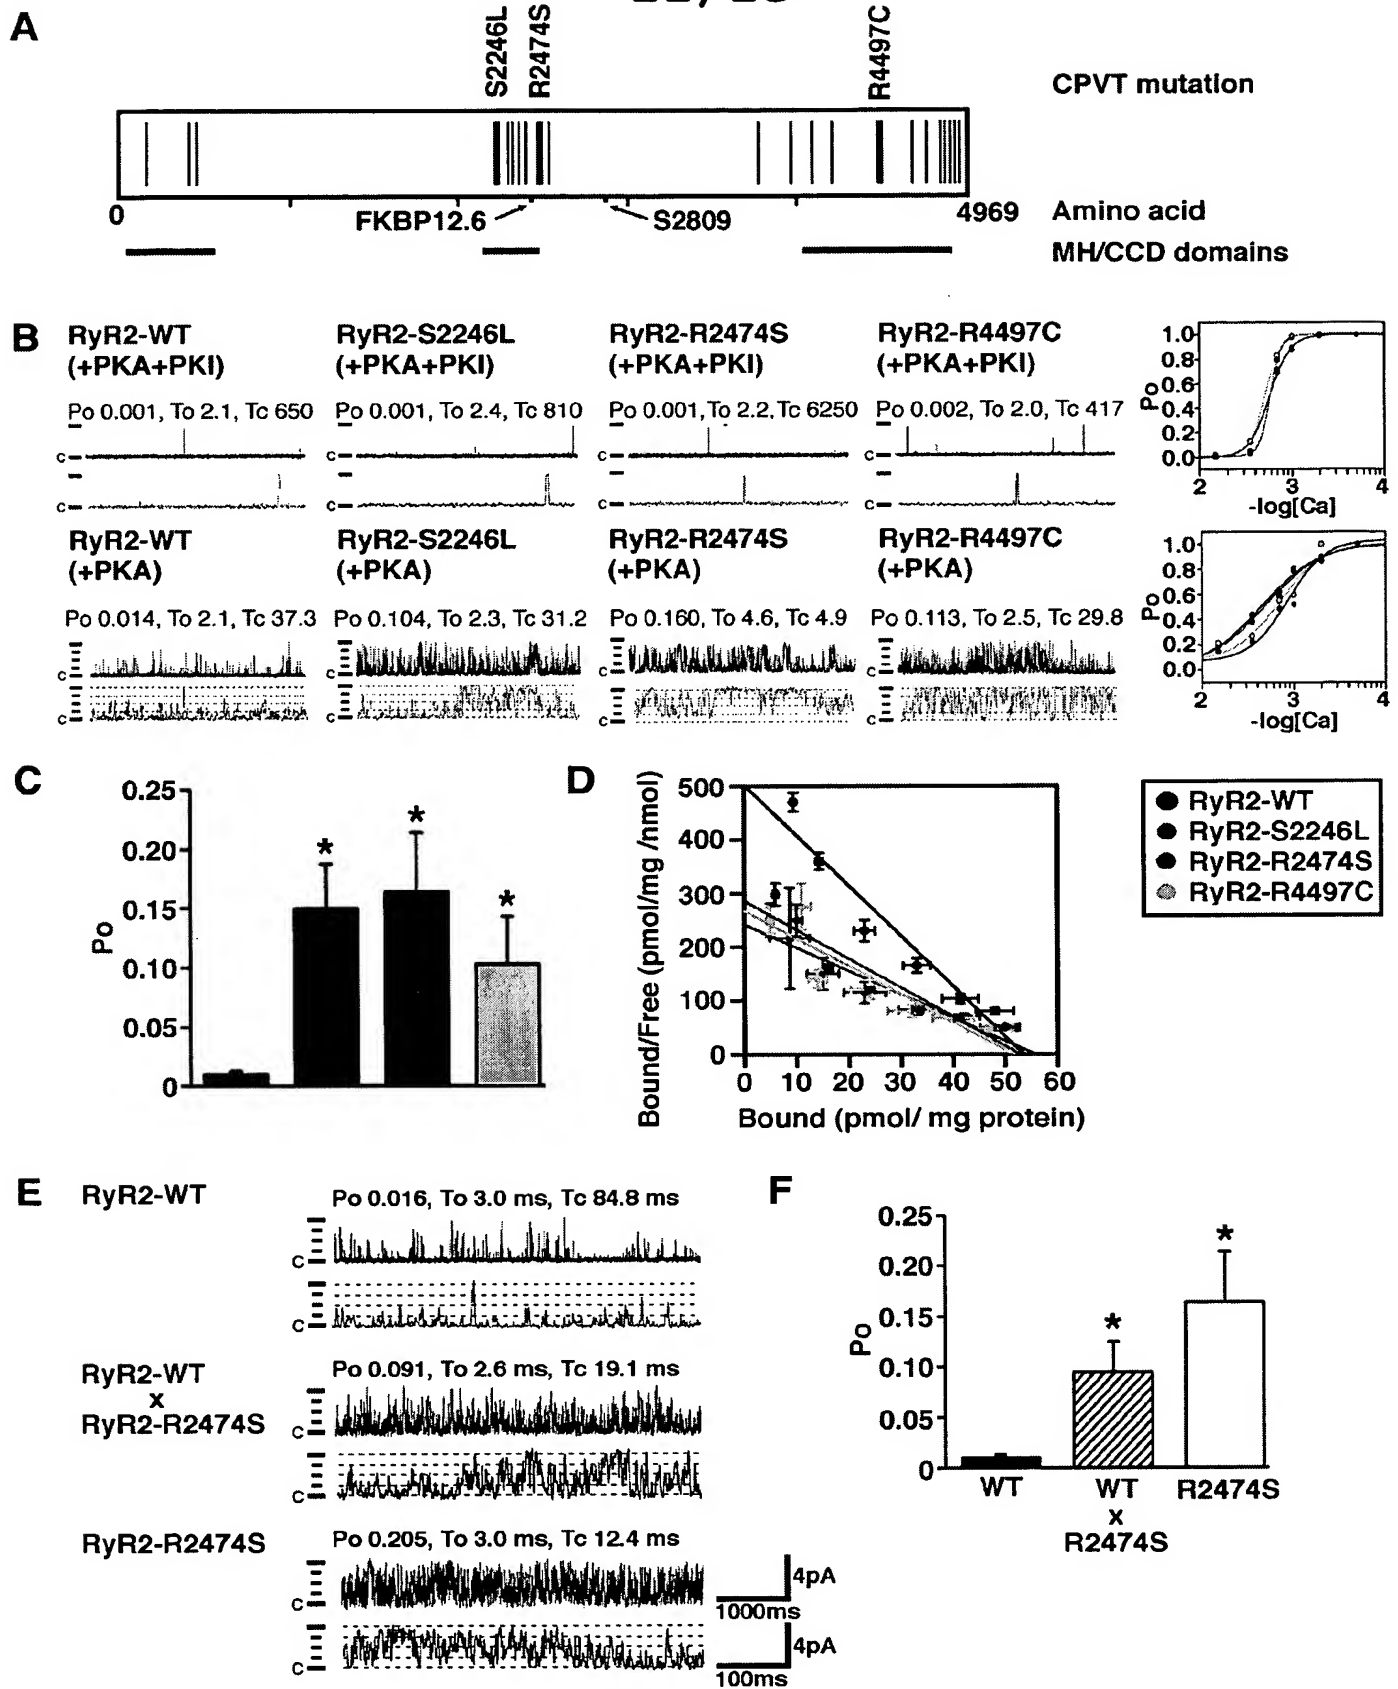 A
S2246L
R2474S
R4497C
CPVT mutation
0
FKBP12.6
S2809
4969
Amino acid
MH/CCD domains
B
RyR2-WT
(+PKA+PKI)
RyR2-S2246L
(+PKA+PKI)
RyR2-R2474S
(+PKA+PKI)
RyR2-R4497C
(+PKA+PKI)
Po 0.001, To 2.1, Tc 650
Po 0.001, To 2.4, Tc 810
Po 0.001, To 2.2, Tc 6250
Po 0.002, To 2.0, Tc 417
c
c
c
c
c
c
c
c
Po
1.0
0.8
0.6
0.4
0.2
0.0
2
3
4
-log[Ca]
RyR2-WT
(+PKA)
RyR2-S2246L
(+PKA)
RyR2-R2474S
(+PKA)
RyR2-R4497C
(+PKA)
Po 0.014, To 2.1, Tc 37.3
Po 0.104, To 2.3, Tc 31.2
Po 0.160, To 4.6, Tc 4.9
Po 0.113, To 2.5, Tc 29.8
c
c
c
c
c
c
c
c
Po
1.0
0.8
0.6
0.4
0.2
0.0
2
3
4
-log[Ca]
C
Po
0.25
0.20
0.15
0.10
0.05
0
*
*
*
D
Bound/Free (pmol/mg /nmol)
500
400
300
200
100
0
0 10 20 30 40 50 60
Bound (pmol/ mg protein)
RyR2-WT
RyR2-S2246L
RyR2-R2474S
RyR2-R4497C
E
RyR2-WT
Po 0.016, To 3.0 ms, Tc 84.8 ms
c
c
RyR2-WT
x
RyR2-R2474S
Po 0.091, To 2.6 ms, Tc 19.1 ms
c
c
RyR2-R2474S
Po 0.205, To 3.0 ms, Tc 12.4 ms
c
c
4pA
1000ms
4pA
100ms
F
Po
0.25
0.20
0.15
0.10
0.05
0
*
*
WT
WT
x
R2474S
R2474S